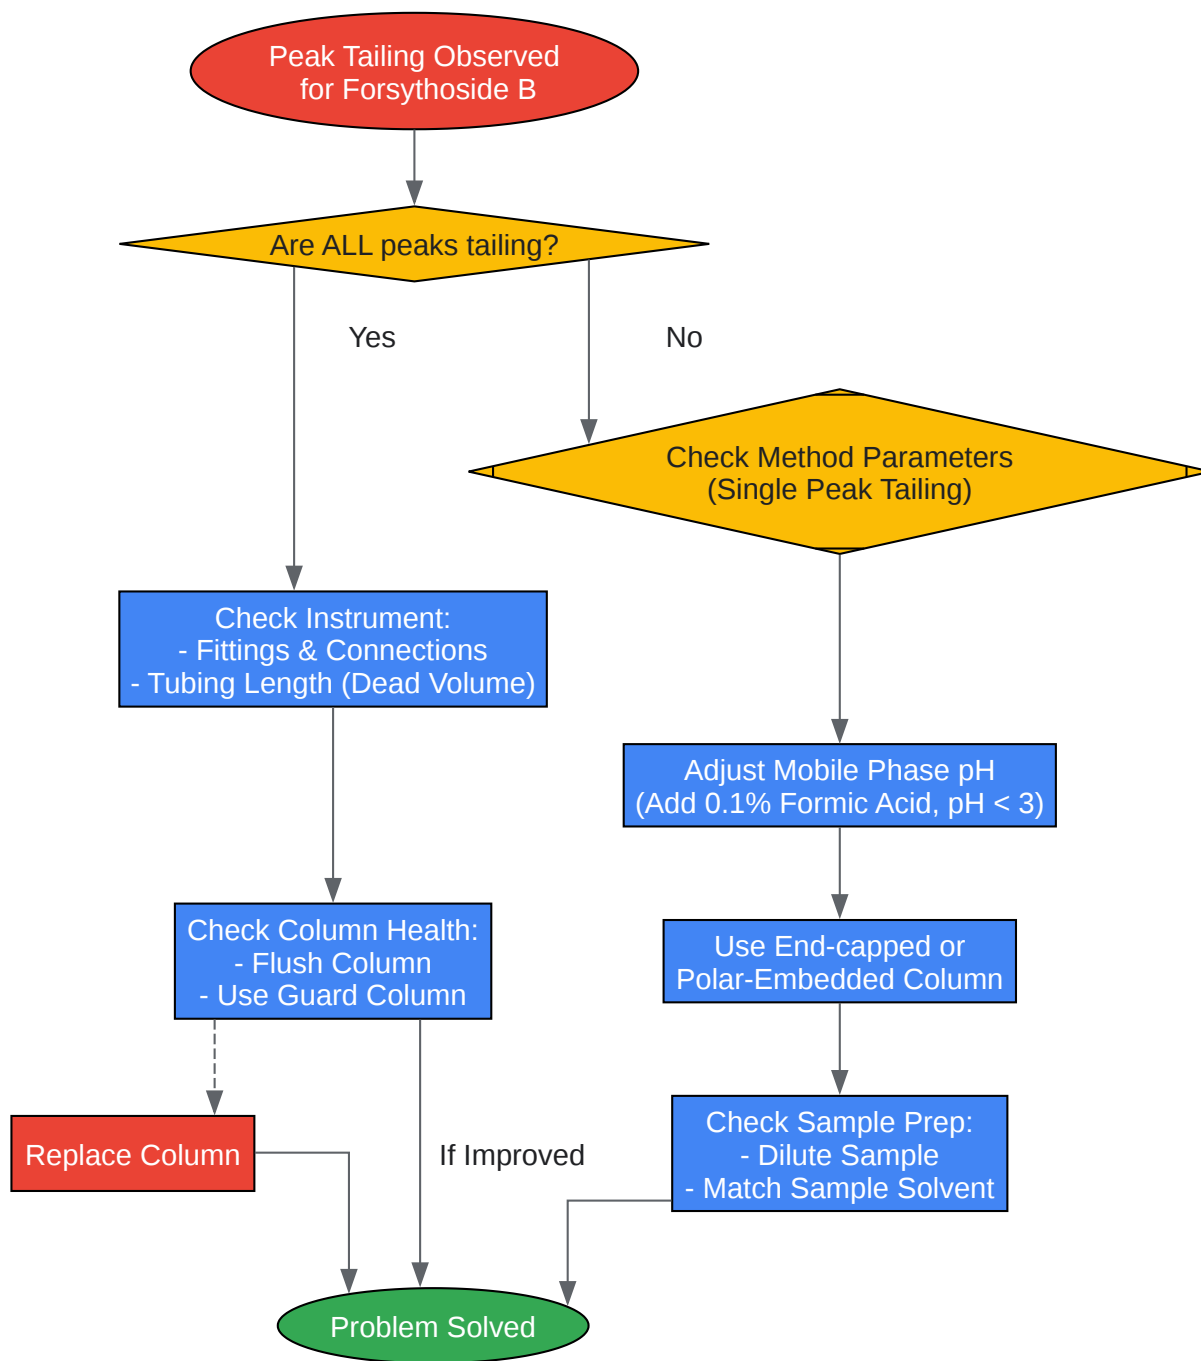 Peak Tailing Observed
for Forsythoside B
Are ALL peaks tailing?
Yes
No
Check Method Parameters
(Single Peak Tailing)
Check Instrument:
- Fittings & Connections
- Tubing Length (Dead Volume)
Adjust Mobile Phase pH
(Add 0.1% Formic Acid, pH < 3)
Check Column Health:
- Flush Column
- Use Guard Column
Use End-capped or
Polar-Embedded Column
Replace Column
If Improved
Check Sample Prep:
- Dilute Sample
- Match Sample Solvent
Problem Solved